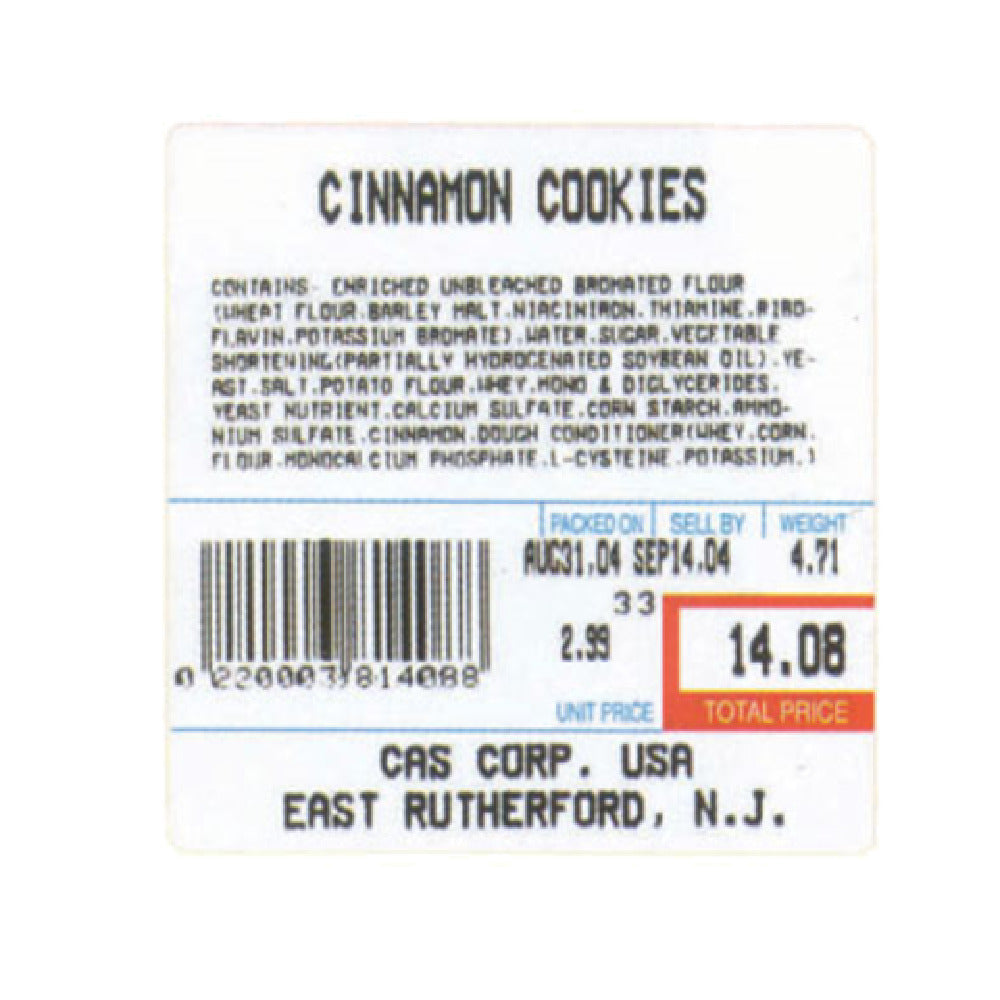 CINNAMON COOKIES
CONTAINS- ENRICHED UNBLEACHED BROMATED FLOUR
(WHEAT FLOUR.BARLEY MALT.NIACINIRON.THIAMINE.RIBO-
FLAVIN.POTASSIUM BROMATE).WATER.SUGAR.VEGETABLE
SHORTENING(PARTIALLY HYDROGENATED SOYBEAN OIL).YE-
AST.SALT.POTATO FLOUR.WHEY.MONO & DIGLYCERIDES.
YEAST NUTRIENT.CALCIUM SULFATE.CORN STARCH.AMMO-
NIUM SULFATE.CINNAMON.DOUGH CONDITIONER(WHEY.CORN.
FLOUR.MONOCALCIUM PHOSPHATE.L-CYSTEINE.POTASSIUM.)
PACKED ON SELL BY WEIGHT
AUG31.04 SEP14.04 4.71
33
2.99 14.08
0 220003 814088
UNIT PRICE TOTAL PRICE
CAS CORP. USA
EAST RUTHERFORD, N.J.